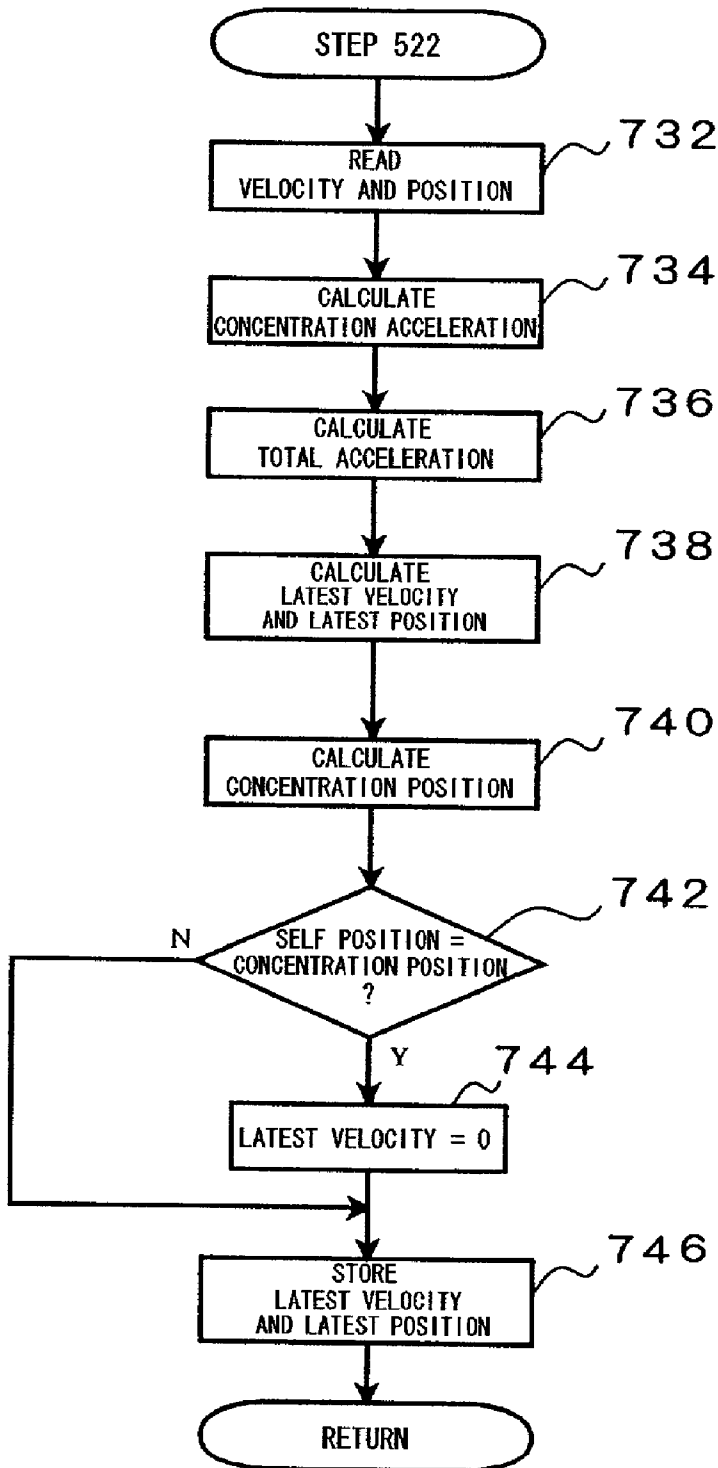 STEP 522
732
READ
VELOCITY AND POSITION
734
CALCULATE
CONCENTRATION ACCELERATION
736
CALCULATE
TOTAL ACCELERATION
738
CALCULATE
LATEST VELOCITY
AND LATEST POSITION
740
CALCULATE
CONCENTRATION POSITION
742
N
SELF POSITION =
CONCENTRATION POSITION
?
Y
744
LATEST VELOCITY = 0
746
STORE
LATEST VELOCITY
AND LATEST POSITION
RETURN